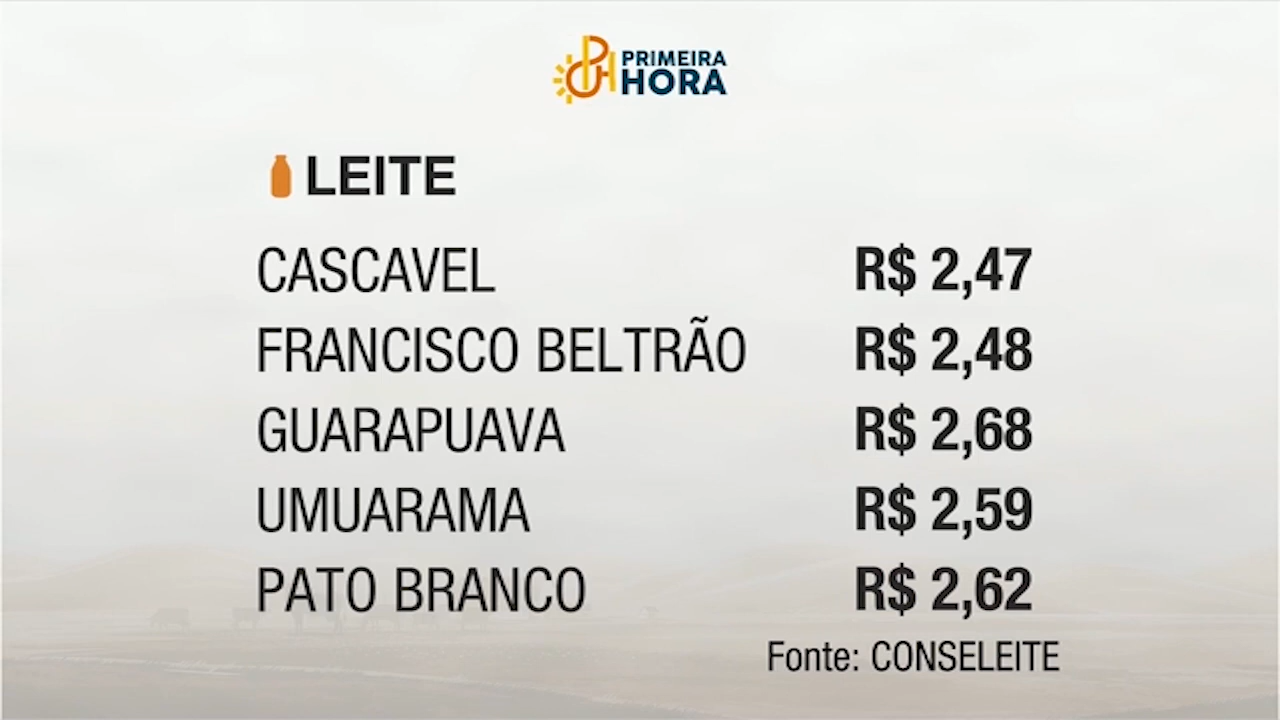 PRIMEIRA
HORA
LEITE
CASCAVEL R$ 2,47
FRANCISCO BELTRÃO R$ 2,48
GUARAPUAVA R$ 2,68
UMUARAMA R$ 2,59
PATO BRANCO R$ 2,62
Fonte: CONSELEITE